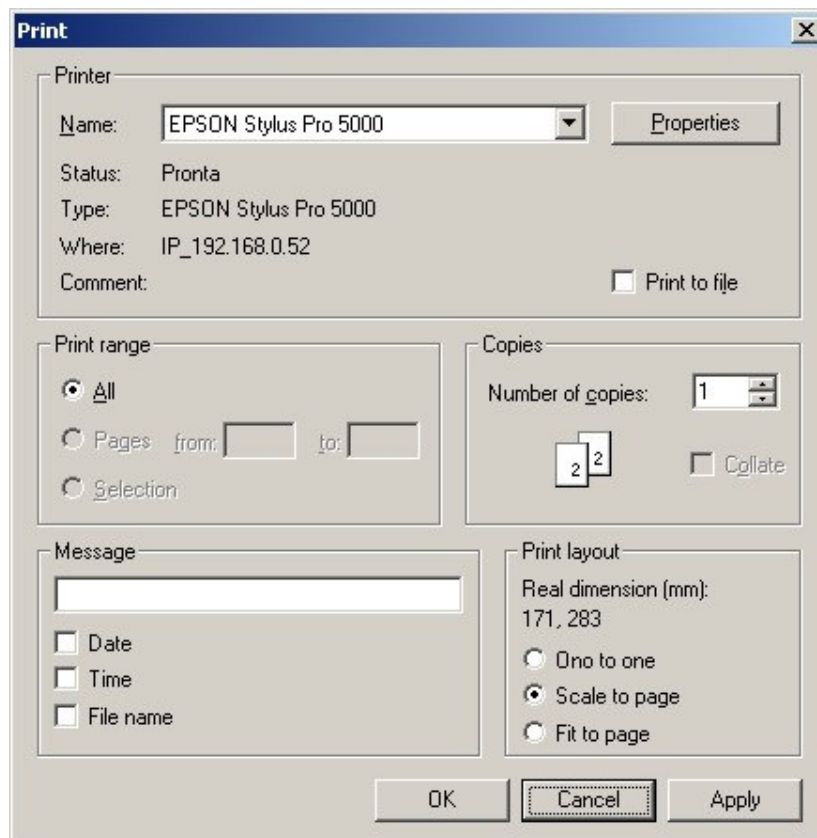 Print
Printer
Name: EPSON Stylus Pro 5000 Properties
Status: Pronta
Type: EPSON Stylus Pro 5000
Where: IP_192.168.0.52
Comment: Print to file
Print range
All
Pages from: to:
Selection
Copies
Number of copies: 1
2 2
Collate
Message
Date
Time
File name
Print layout
Real dimension (mm):
171, 283
Ono to one
Scale to page
Fit to page
OK Cancel Apply